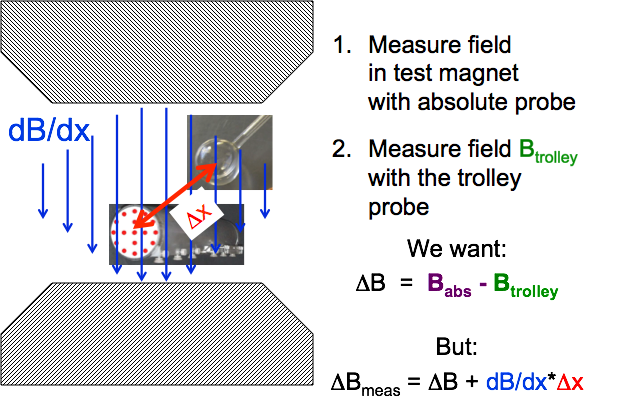 dB/dx
Δx
1. Measure field
in test magnet
with absolute probe
2. Measure field Btrolley
with the trolley
probe
We want:
ΔB = Babs - Btrolley
But:
ΔBmeas = ΔB + dB/dx*Δx